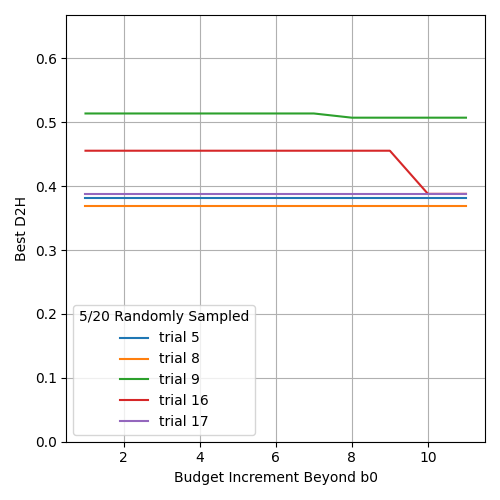 0.6
0.5
0.4
0.3
0.2
0.1
0.0
Best D2H
5/20 Randomly Sampled
trial 5
trial 8
trial 9
trial 16
trial 17
2 4 6 8 10
Budget Increment Beyond b0